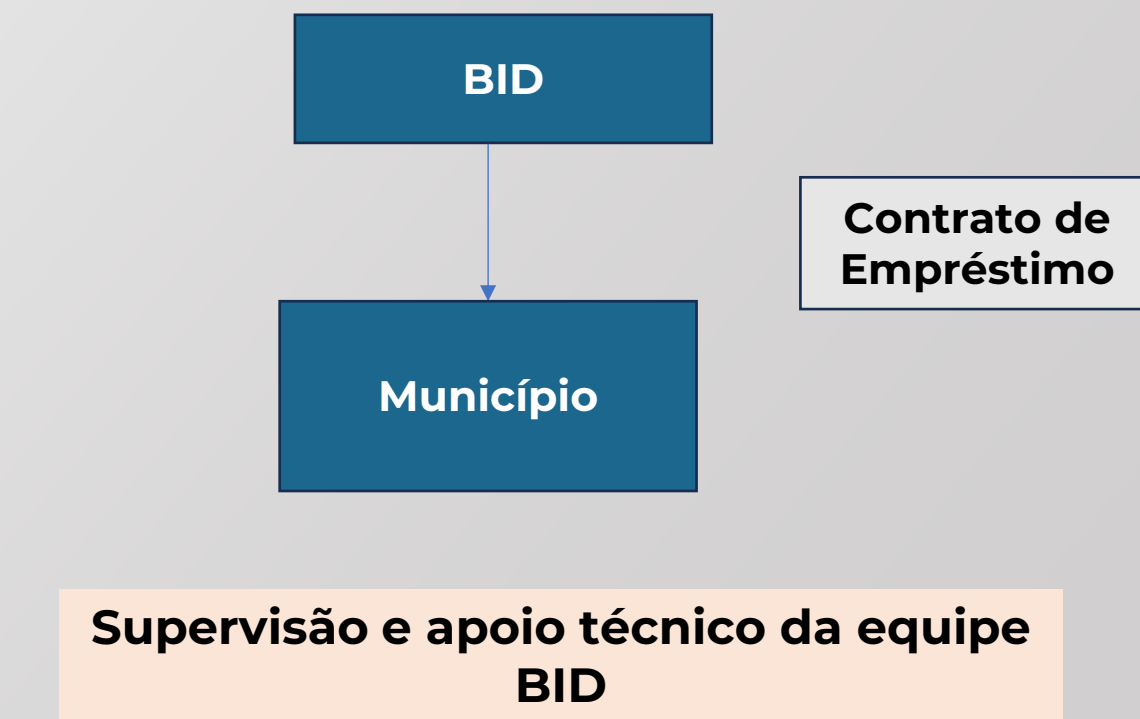 BID
Contrato de
Empréstimo
Município
Supervisão e apoio técnico da equipe
BID